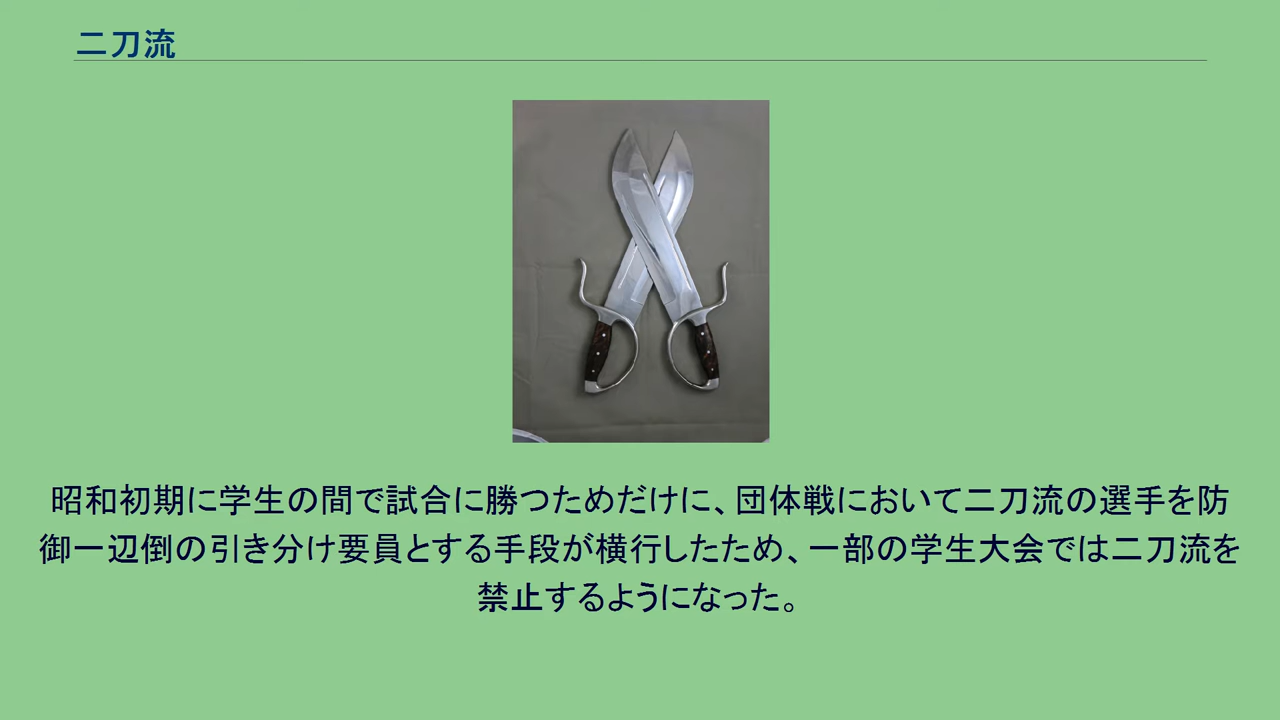 二刀流
昭和初期に学生の間で試合に勝つためだけに、団体戦において二刀流の選手を防
御一辺倒の引き分け要員とする手段が横行したため、一部の学生大会では二刀流を
禁止するようになった。